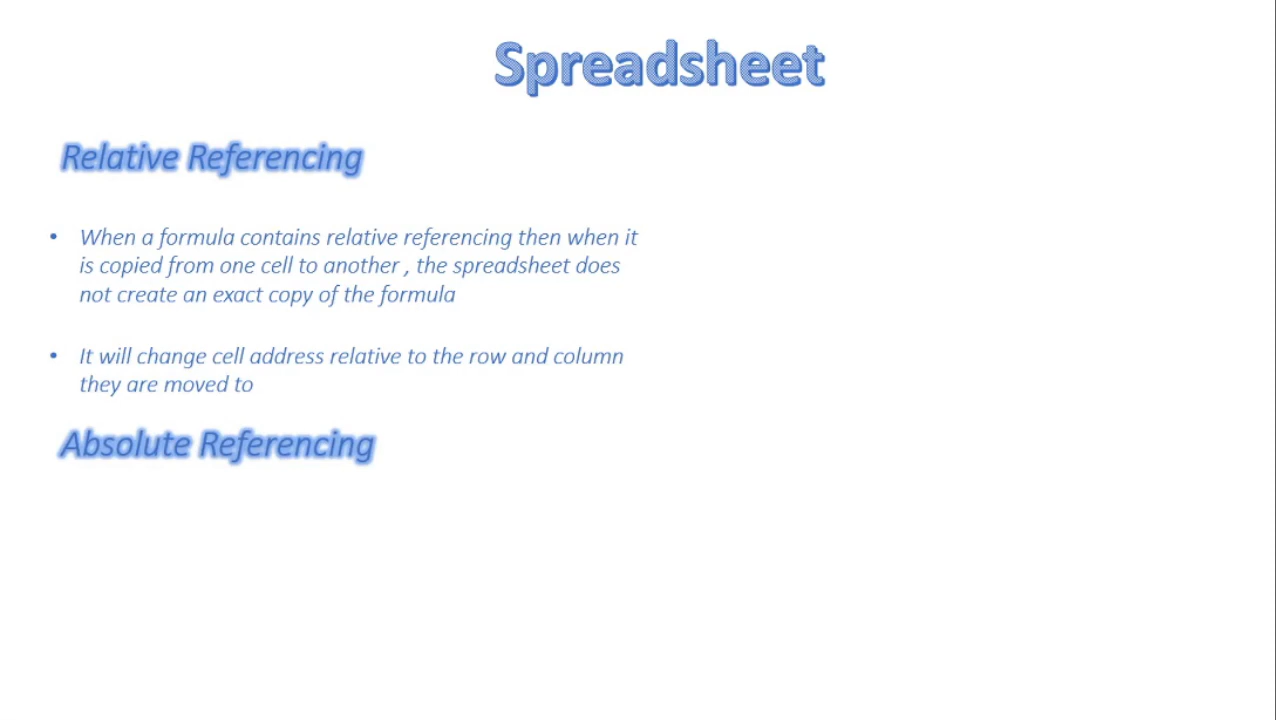 Spreadsheet
Relative Referencing
• When a formula contains relative referencing then when it
is copied from one cell to another , the spreadsheet does
not create an exact copy of the formula
• It will change cell address relative to the row and column
they are moved to
Absolute Referencing